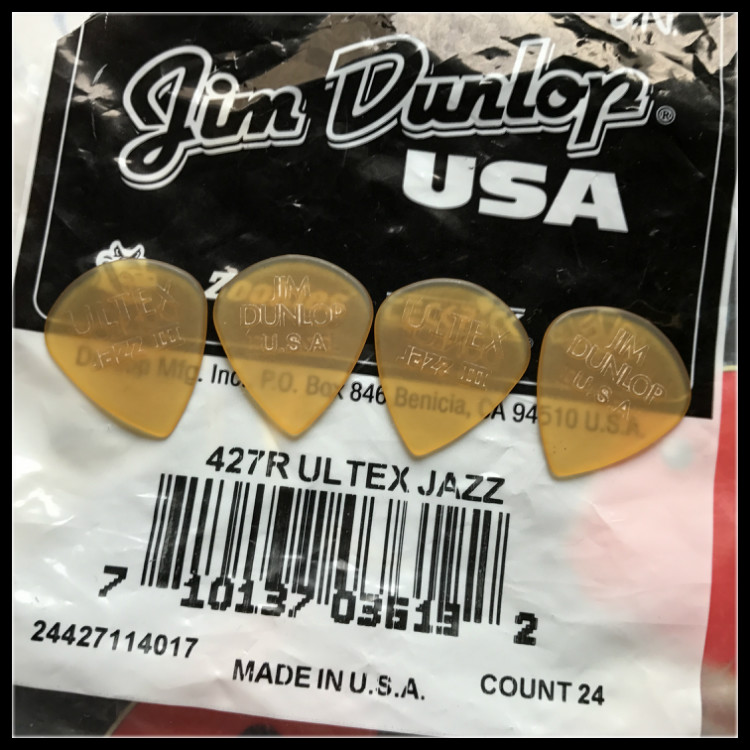 Jim Dunlop®
USA
ULTEX
JAZZ III
JIM
DUNLOP
U.S.A.
ULTEX
JAZZ III
JIM
DUNLOP
U.S.A.
Dunlop Mfg. Inc. P.O. Box 846 Benicia, CA 94510 U.S.A.
427R ULTEX JAZZ
7 10137 03613 2
24427114017
MADE IN U.S.A.
COUNT 24